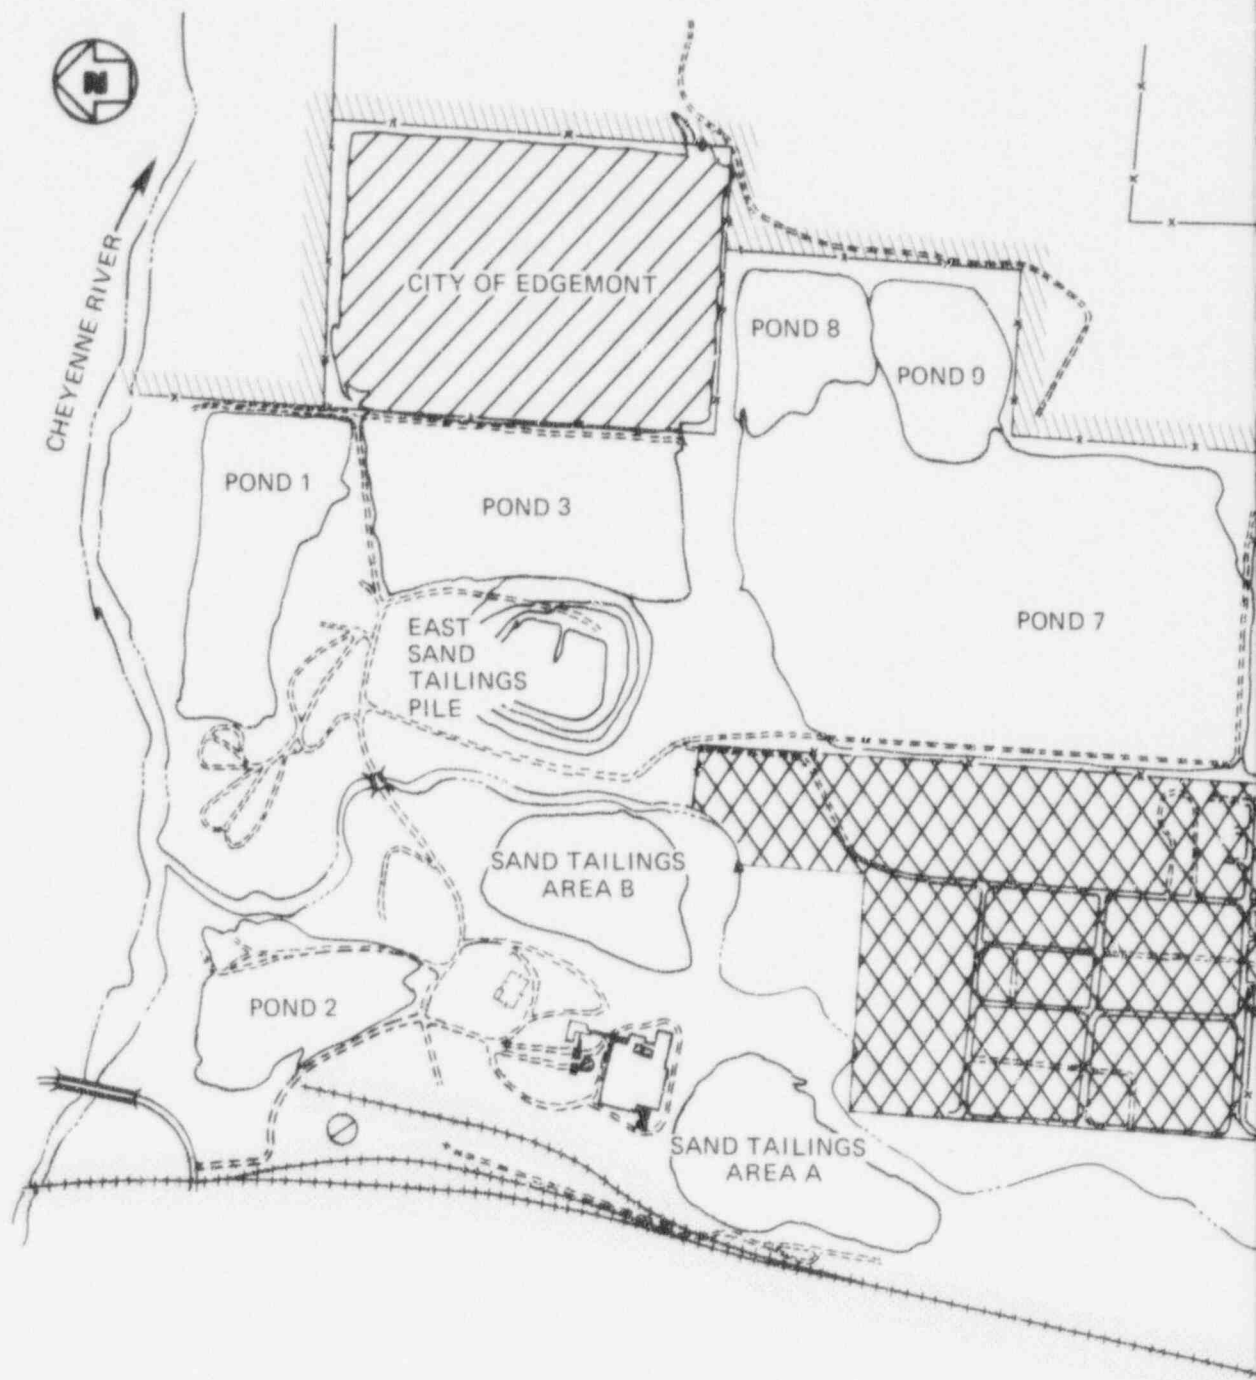 N
CHEYENNE RIVER
CITY OF EDGEMONT
POND 8
POND 9
POND 1
POND 3
POND 7
EAST
SAND
TAILINGS
PILE
SAND TAILINGS
AREA B
POND 2
SAND TAILINGS
AREA A